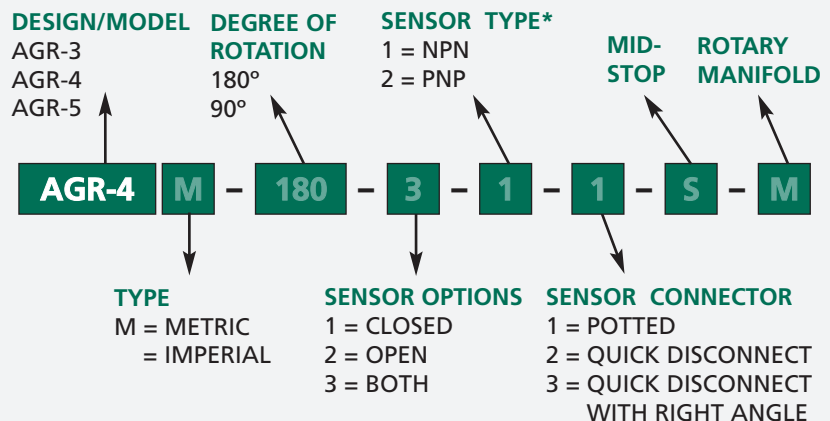 DESIGN/MODEL
AGR-3
AGR-4
AGR-5
DEGREE OF
ROTATION
180º
90º
SENSOR TYPE*
1 = NPN
2 = PNP
MID-
STOP
ROTARY
MANIFOLD
AGR-4 M – 180 – 3 – 1 – 1 – S – M
TYPE
M = METRIC
= IMPERIAL
SENSOR OPTIONS
1 = CLOSED
2 = OPEN
3 = BOTH
SENSOR CONNECTOR
1 = POTTED
2 = QUICK DISCONNECT
3 = QUICK DISCONNECT
WITH RIGHT ANGLE